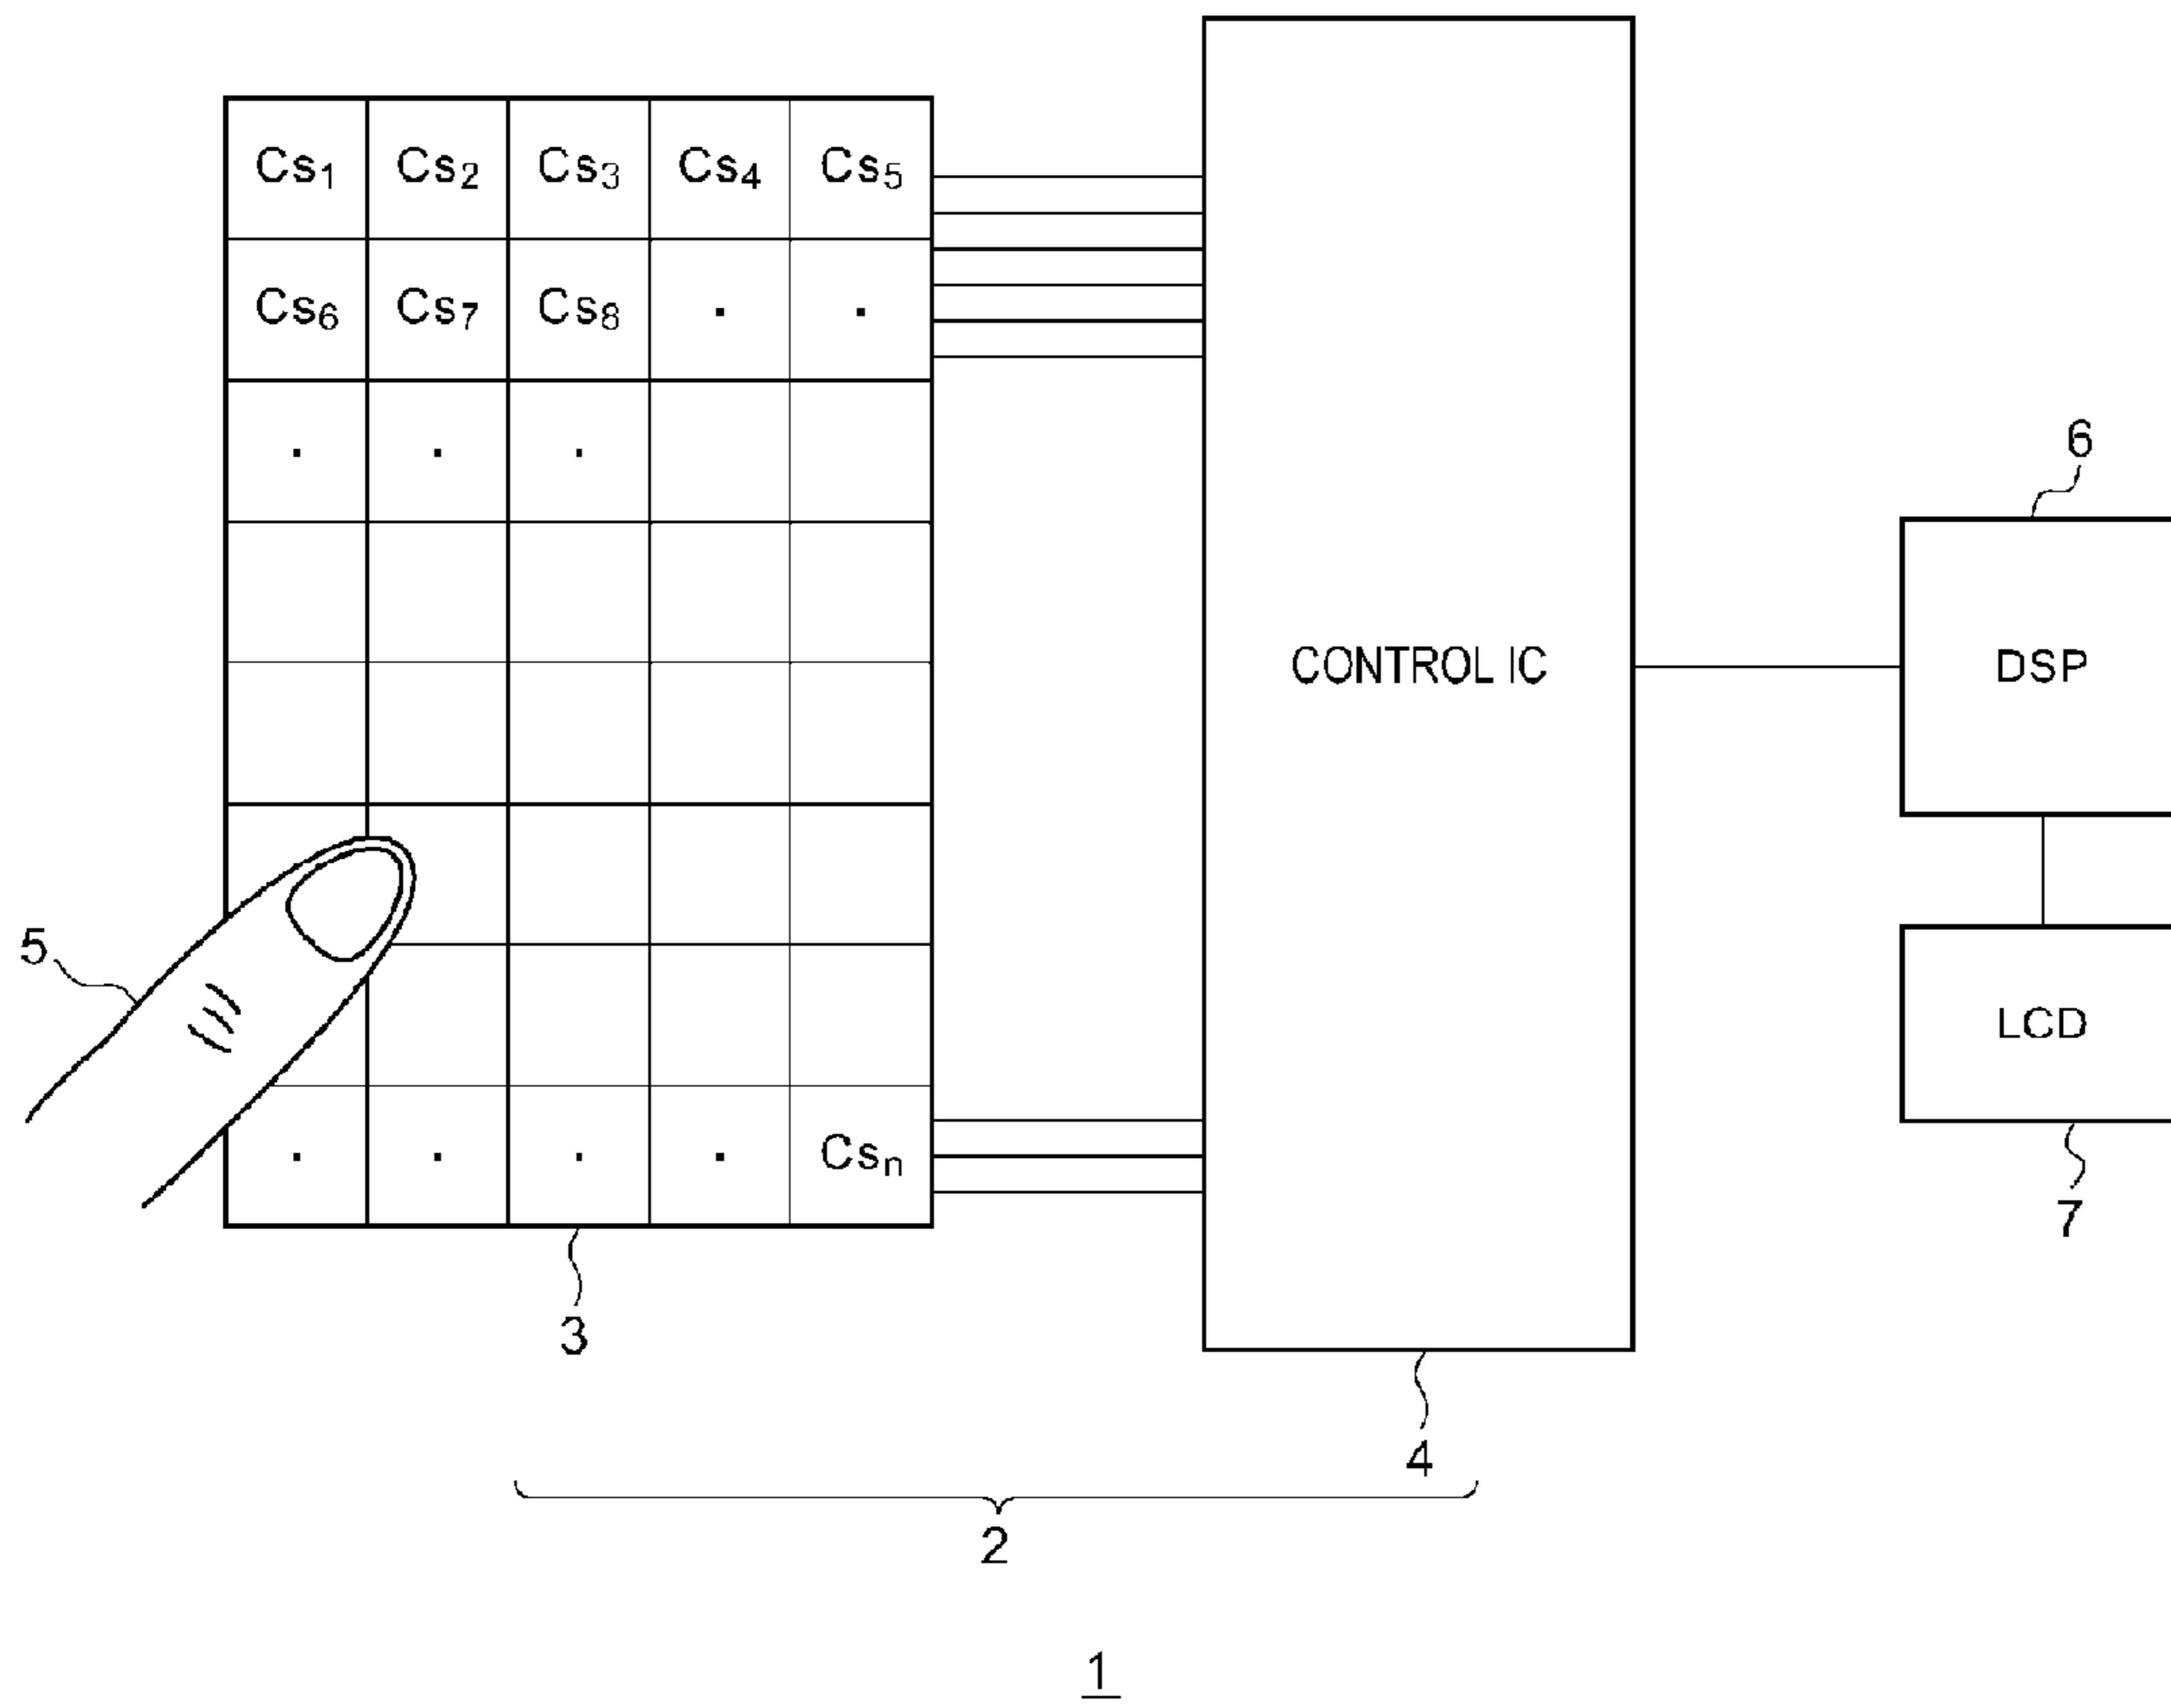 Cs1 Cs2 Cs3 Cs4 Cs5
Cs6 Cs7 Cs8 . .
. . .
6
CONTROL IC
DSP
5
LCD
. . . . Csn
7
3
4
2
1